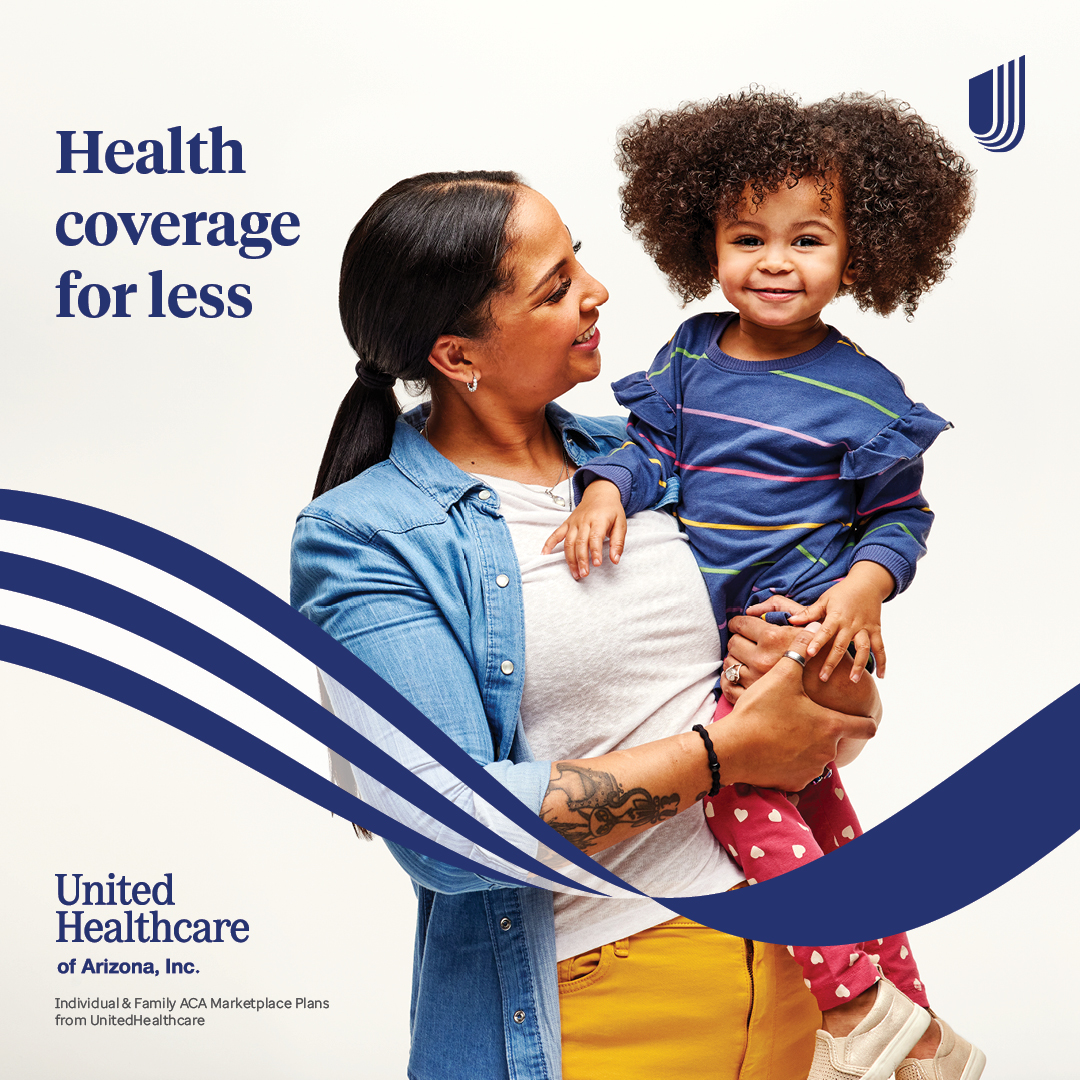 Health
coverage
for less
United
Healthcare
of Arizona, Inc.
Individual & Family ACA Marketplace Plans
from UnitedHealthcare